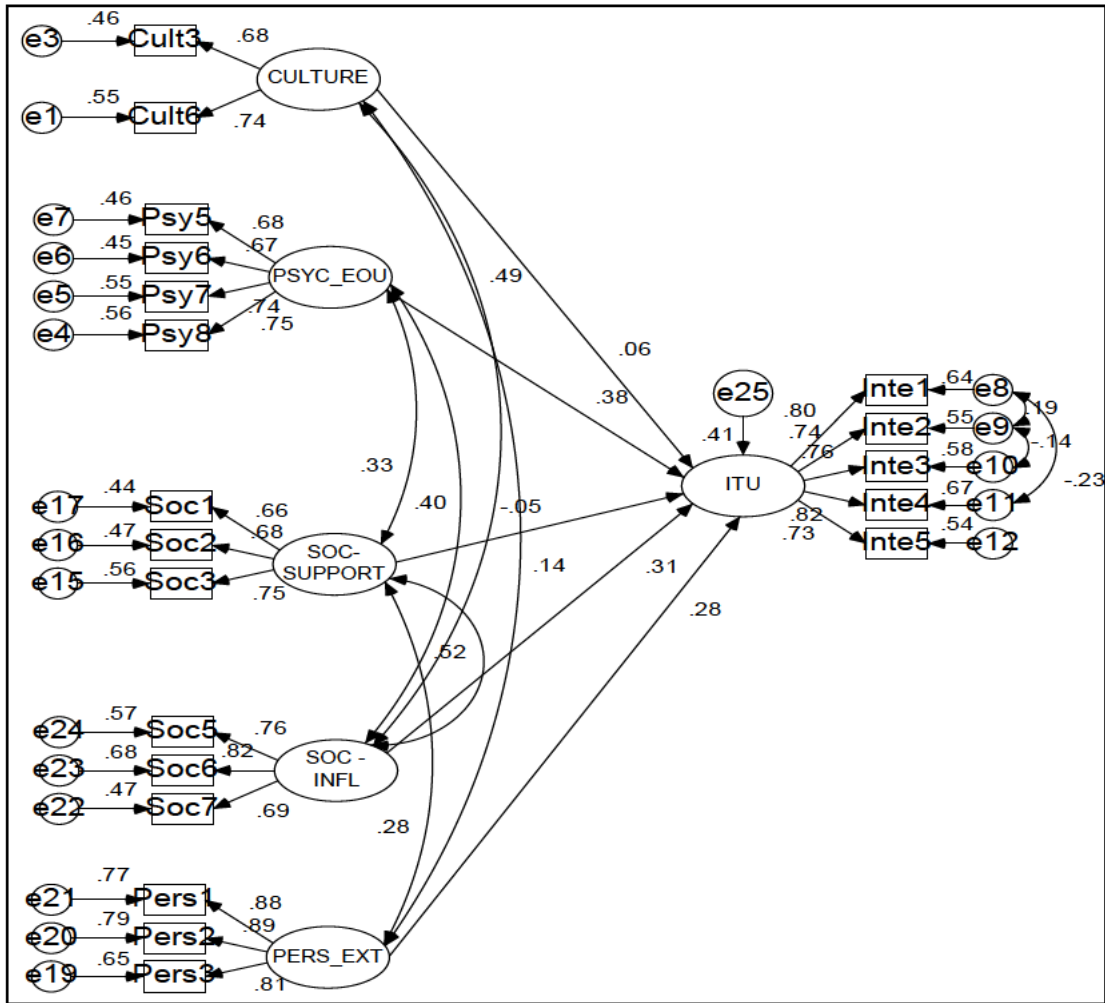 .46
e3 Cult3 .68
CULTURE
.55
e1 Cult6 .74
.46
e7 Psy5 .68
.45
e6 Psy6 .67
PSYC_EOU
.55
e5 Psy7 .74
.56
e4 Psy8 .75
.49
.06
.38
.33
.40
-.05
.14
.31
.28
e25
.41
ITU
.80 Inte1 .64 e8
.74 Inte2 .55 e9 .19
.76 Inte3 .58 e10 -.14
.82 Inte4 .67 e11 -.23
.73 Inte5 .54 e12
.44
e17 Soc1 .66
.47
e16 Soc2 .68
SOC-
SUPPORT
.56
e15 Soc3 .75
.52
.57
e24 Soc5 .76
.68
e23 Soc6 .82
SOC -
INFL
.47
e22 Soc7 .69
.28
.77
e21 Pers1 .88
.79
e20 Pers2 .89
PERS_EXT
.65
e19 Pers3 .81